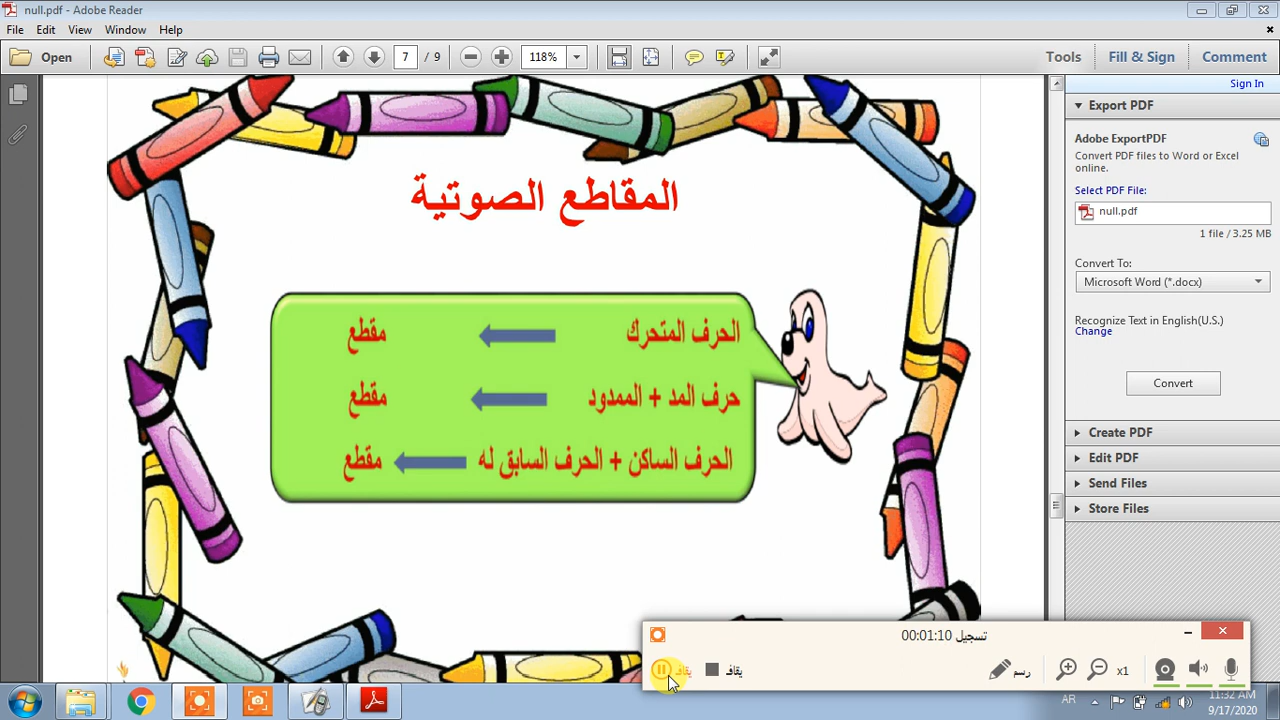 null.pdf - Adobe Reader
File Edit View Window Help
Open 7 / 9 118% Tools Fill & Sign Comment
Sign In
Export PDF
Adobe ExportPDF
Convert PDF files to Word or Excel
online.
Select PDF File:
null.pdf
1 file / 3.25 MB
Convert To:
Microsoft Word (*.docx)
Recognize Text in English(U.S.)
Change
Convert
Create PDF
Edit PDF
Send Files
Store Files
المقاطع الصوتية
الحرف المتحرك مقطع
حرف المد + الممدود مقطع
الحرف الساكن + الحرف السابق له مقطع
تسجيل 00:01:10
يقاف يقاف رسم x1
AR
11:32 AM
9/17/2020